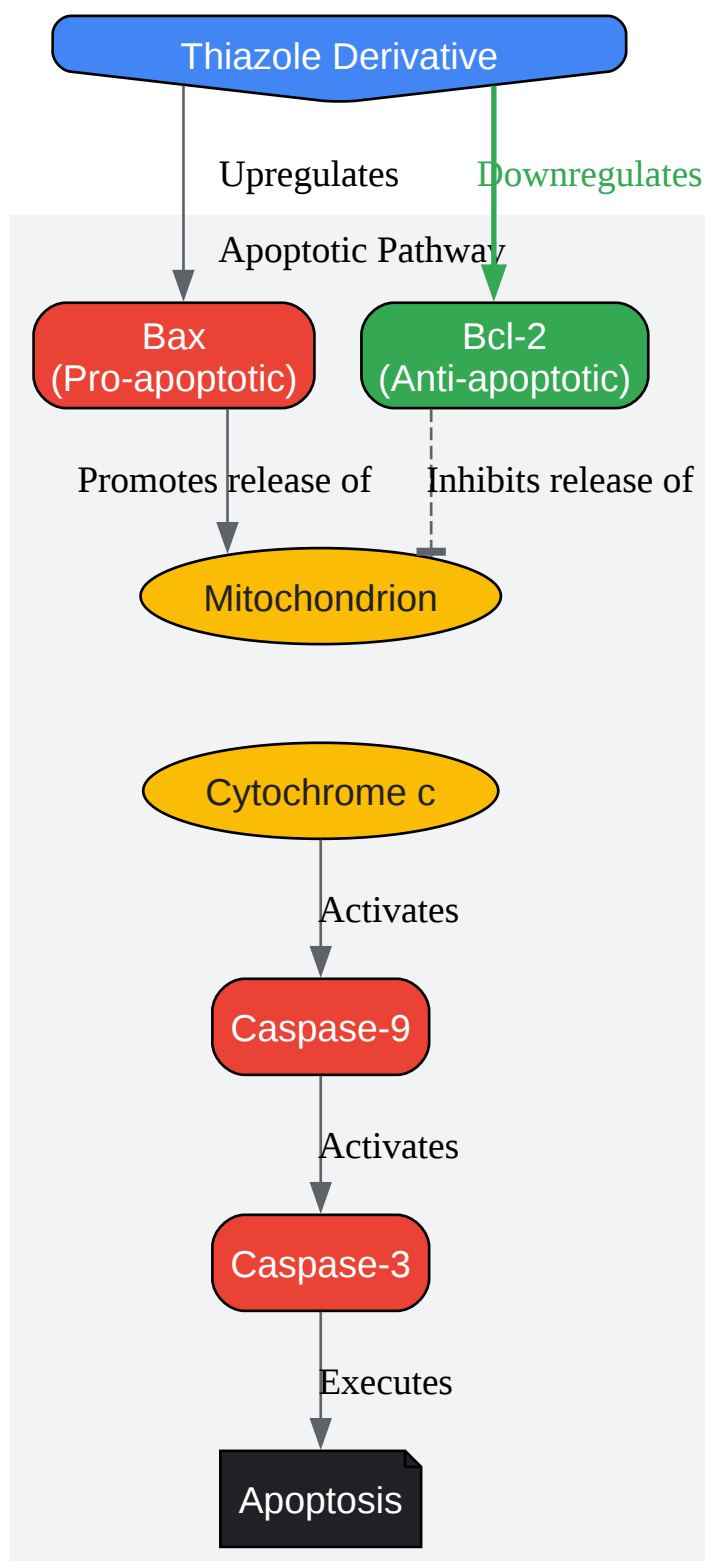 Thiazole Derivative
Upregulates
Downregulates
Apoptotic Pathway
Bax
(Pro-apoptotic)
Bcl-2
(Anti-apoptotic)
Promotes release of
Inhibits release of
Mitochondrion
Cytochrome c
Activates
Caspase-9
Activates
Caspase-3
Executes
Apoptosis